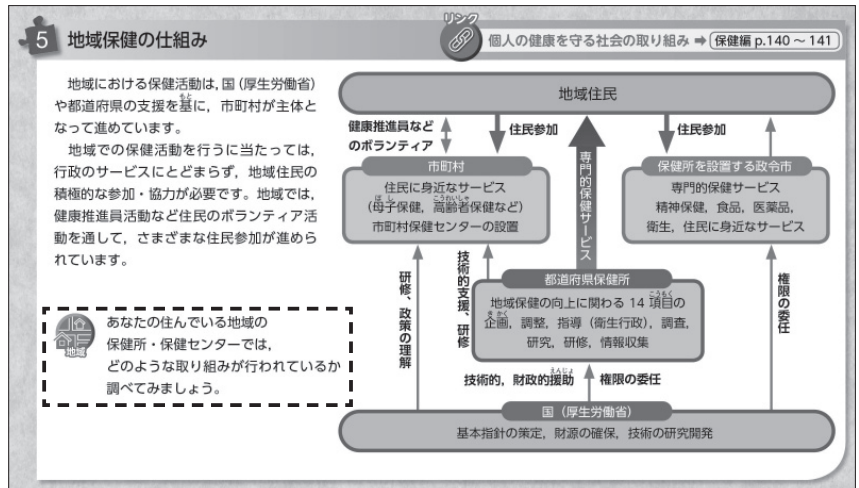 5 地域保健の仕組み
リンク
個人の健康を守る社会の取り組み ➡ 保健編 p.140 ～ 141
地域における保健活動は，国（厚生労働省）
や都道府県の支援を基に，市町村が主体と
なって進めています。
地域での保健活動を行うに当たっては，
行政のサービスにとどまらず，地域住民の
積極的な参加・協力が必要です。地域では，
健康推進員活動など住民のボランティア活
動を通して，さまざまな住民参加が進めら
れています。
地域
あなたの住んでいる地域の
保健所・保健センターでは，
どのような取り組みが行われているか
調べてみましょう。
地域住民
健康推進員など
のボランティア
住民参加
専門的保健サービス
住民参加
市町村
住民に身近なサービス
（母子保健，高齢者保健など）
市町村保健センターの設置
保健所を設置する政令市
専門的保健サービス
精神保健，食品，医薬品，
衛生，住民に身近なサービス
研修、政策の理解
技術的支援、研修
都道府県保健所
地域保健の向上に関わる 14 項目の
企画，調整，指導（衛生行政），調査，
研究，研修，情報収集
権限の委任
技術的，財政的援助
権限の委任
国（厚生労働省）
基本指針の策定，財源の確保，技術の研究開発